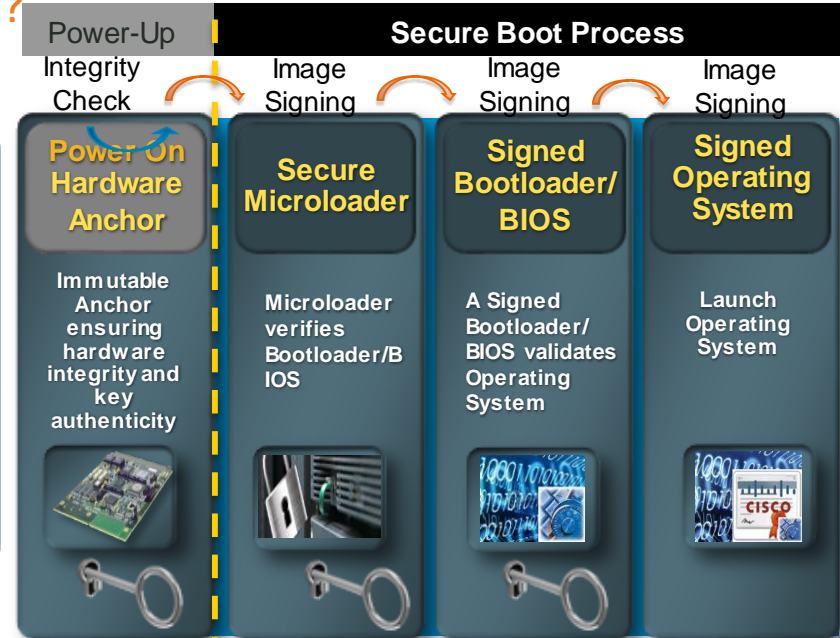 ?
Power-Up
Secure Boot Process
Integrity
Check
Image
Signing
Image
Signing
Image
Signing
Power On
Hardware
Anchor
Immutable
Anchor
ensuring
hardware
integrity and
key
authenticity
Secure
Microloader
Microloader
verifies
Bootloader/B
IOS
Signed
Bootloader/
BIOS
A Signed
Bootloader/
BIOS validates
Operating
System
Signed
Operating
System
Launch
Operating
System
CISCO